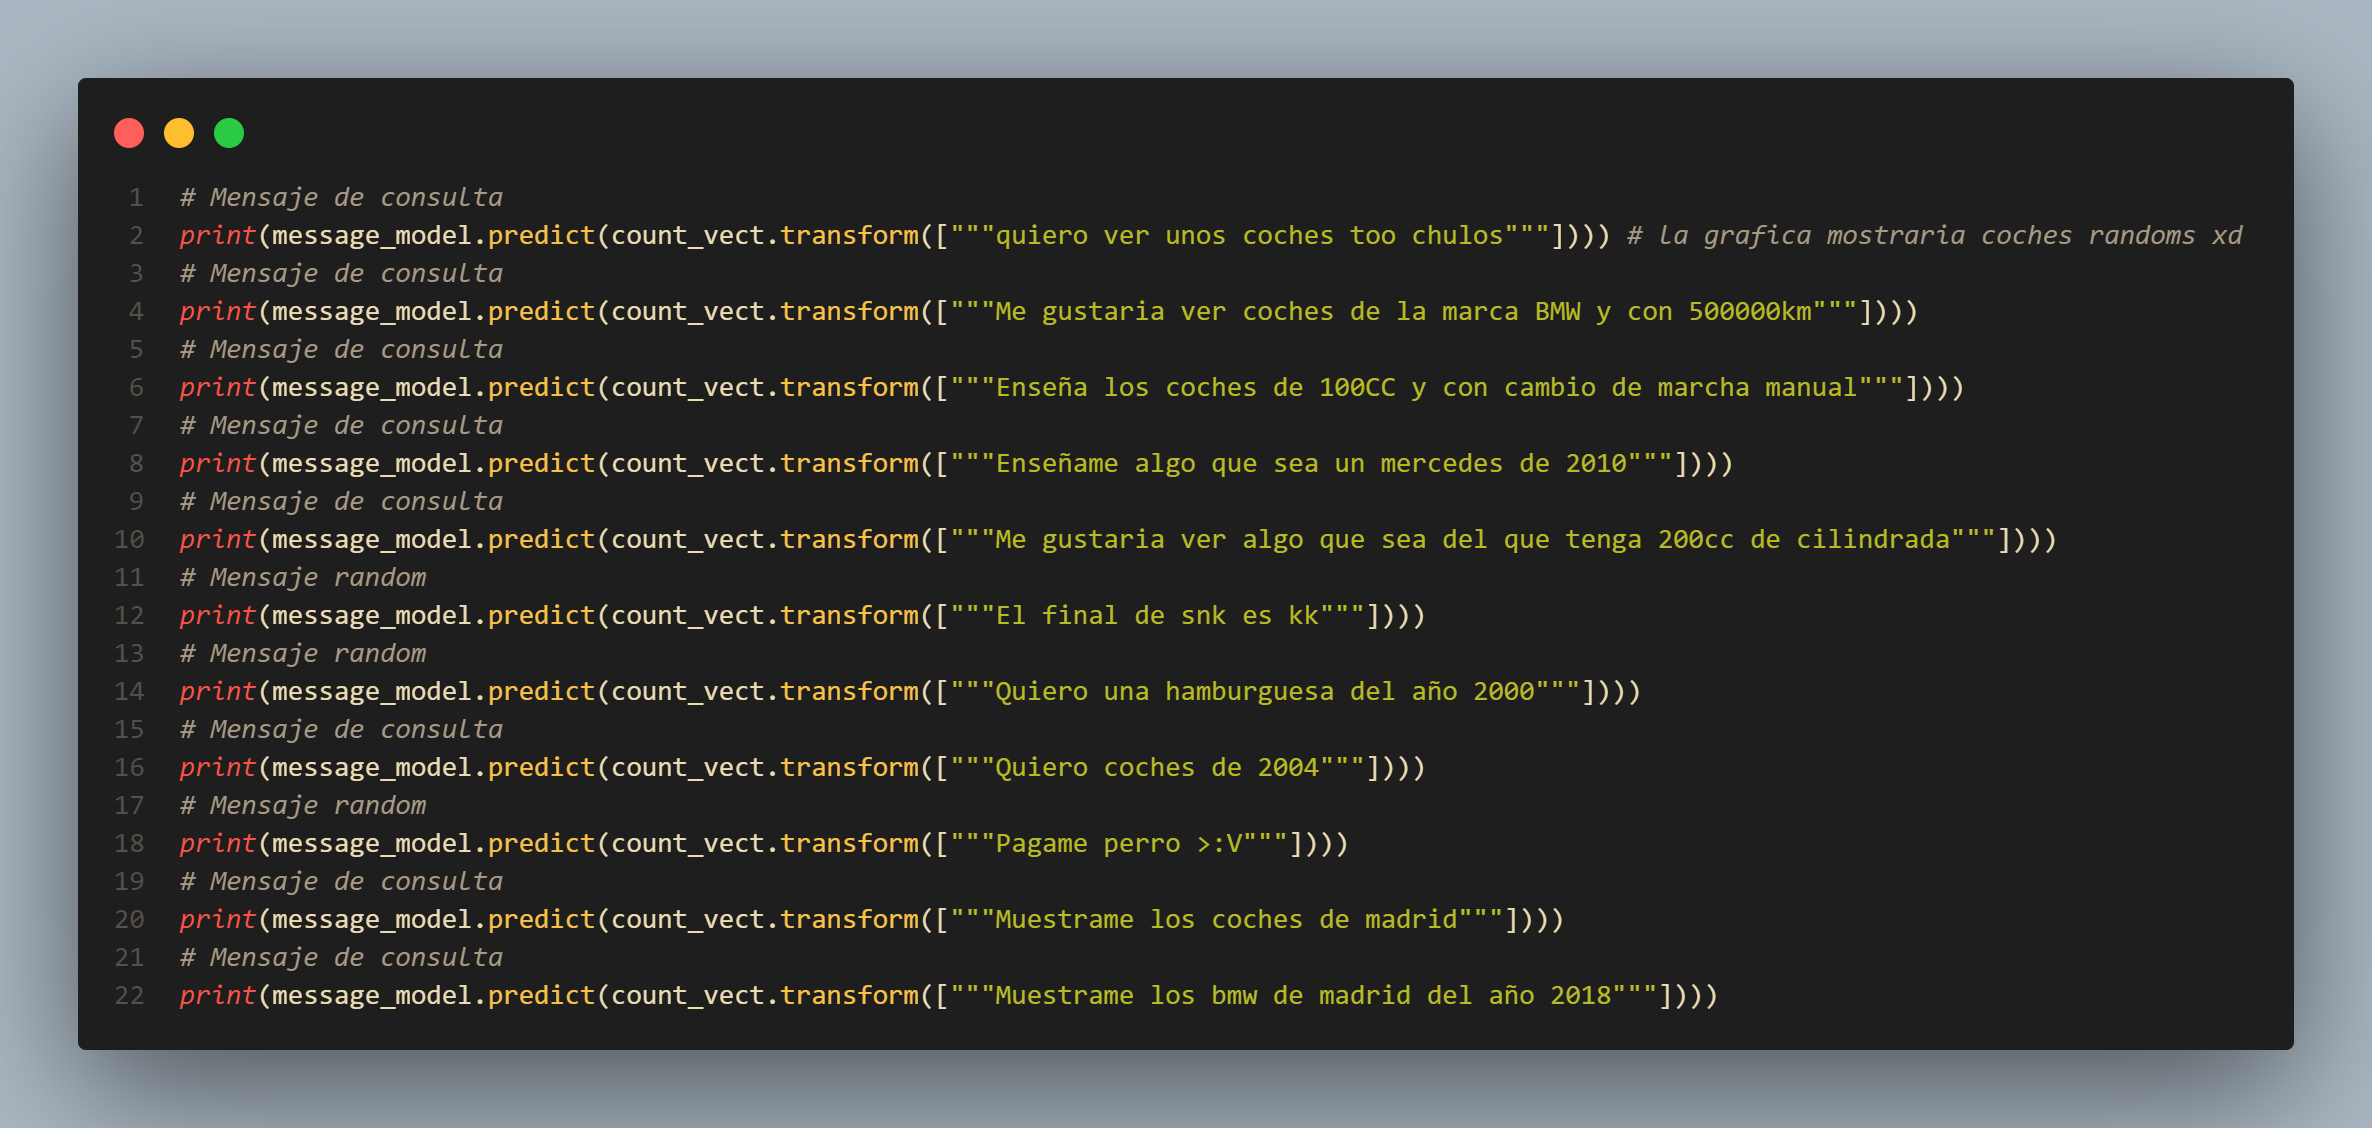 1 # Mensaje de consulta
2 print(message_model.predict(count_vect.transform(["""quiero ver unos coches too chulos"""]))) # la grafica mostraria coches randoms xd
3 # Mensaje de consulta
4 print(message_model.predict(count_vect.transform(["""Me gustaria ver coches de la marca BMW y con 500000km"""])))
5 # Mensaje de consulta
6 print(message_model.predict(count_vect.transform(["""Enseña los coches de 100CC y con cambio de marcha manual"""])))
7 # Mensaje de consulta
8 print(message_model.predict(count_vect.transform(["""Enseñame algo que sea un mercedes de 2010"""])))
9 # Mensaje de consulta
10 print(message_model.predict(count_vect.transform(["""Me gustaria ver algo que sea del que tenga 200cc de cilindrada"""])))
11 # Mensaje random
12 print(message_model.predict(count_vect.transform(["""El final de snk es kk"""])))
13 # Mensaje random
14 print(message_model.predict(count_vect.transform(["""Quiero una hamburguesa del año 2000"""])))
15 # Mensaje de consulta
16 print(message_model.predict(count_vect.transform(["""Quiero coches de 2004"""])))
17 # Mensaje random
18 print(message_model.predict(count_vect.transform(["""Pagame perro >:V"""])))
19 # Mensaje de consulta
20 print(message_model.predict(count_vect.transform(["""Muestrame los coches de madrid"""])))
21 # Mensaje de consulta
22 print(message_model.predict(count_vect.transform(["""Muestrame los bmw de madrid del año 2018"""])))